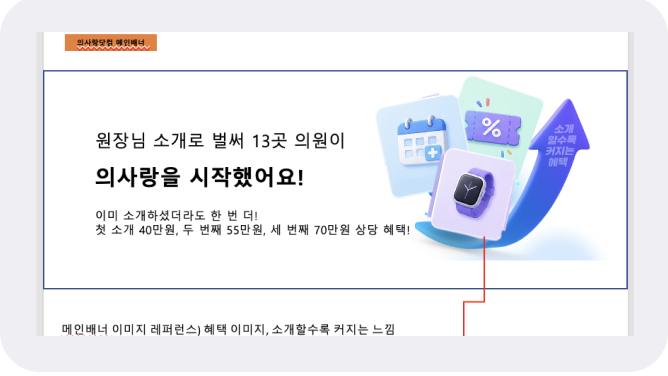 의사랑닷컴 메인배너
원장님 소개로 벌써 13곳 의원이
의사랑을 시작했어요!
이미 소개하셨더라도 한 번 더!
첫 소개 40만원, 두 번째 55만원, 세 번째 70만원 상당 혜택!
%
소개
할수록
커지는
혜택
메인배너 이미지 레퍼런스) 혜택 이미지, 소개할수록 커지는 느낌